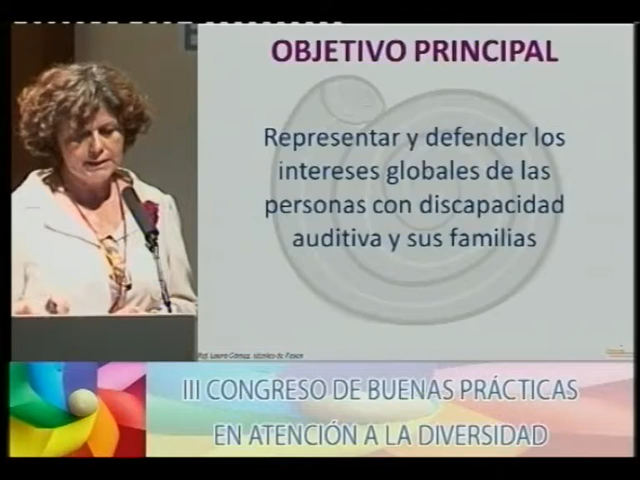 OBJETIVO PRINCIPAL
Representar y defender los
intereses globales de las
personas con discapacidad
auditiva y sus familias
III CONGRESO DE BUENAS PRÁCTICAS
EN ATENCIÓN A LA DIVERSIDAD